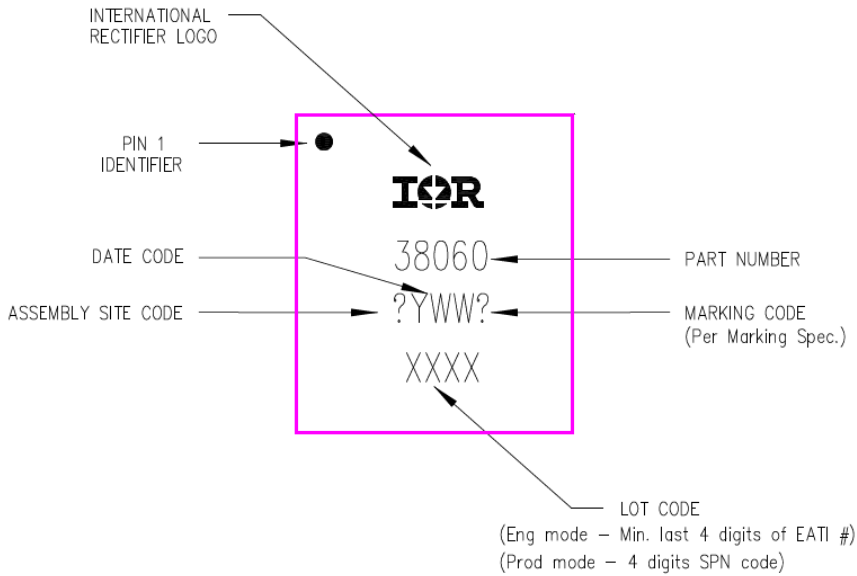 INTERNATIONAL
RECTIFIER LOGO
PIN 1
IDENTIFIER
IOR
38060
DATE CODE
PART NUMBER
?YWW?
ASSEMBLY SITE CODE
MARKING CODE
(Per Marking Spec.)
XXXX
LOT CODE
(Eng mode – Min. last 4 digits of EATI #)
(Prod mode – 4 digits SPN code)